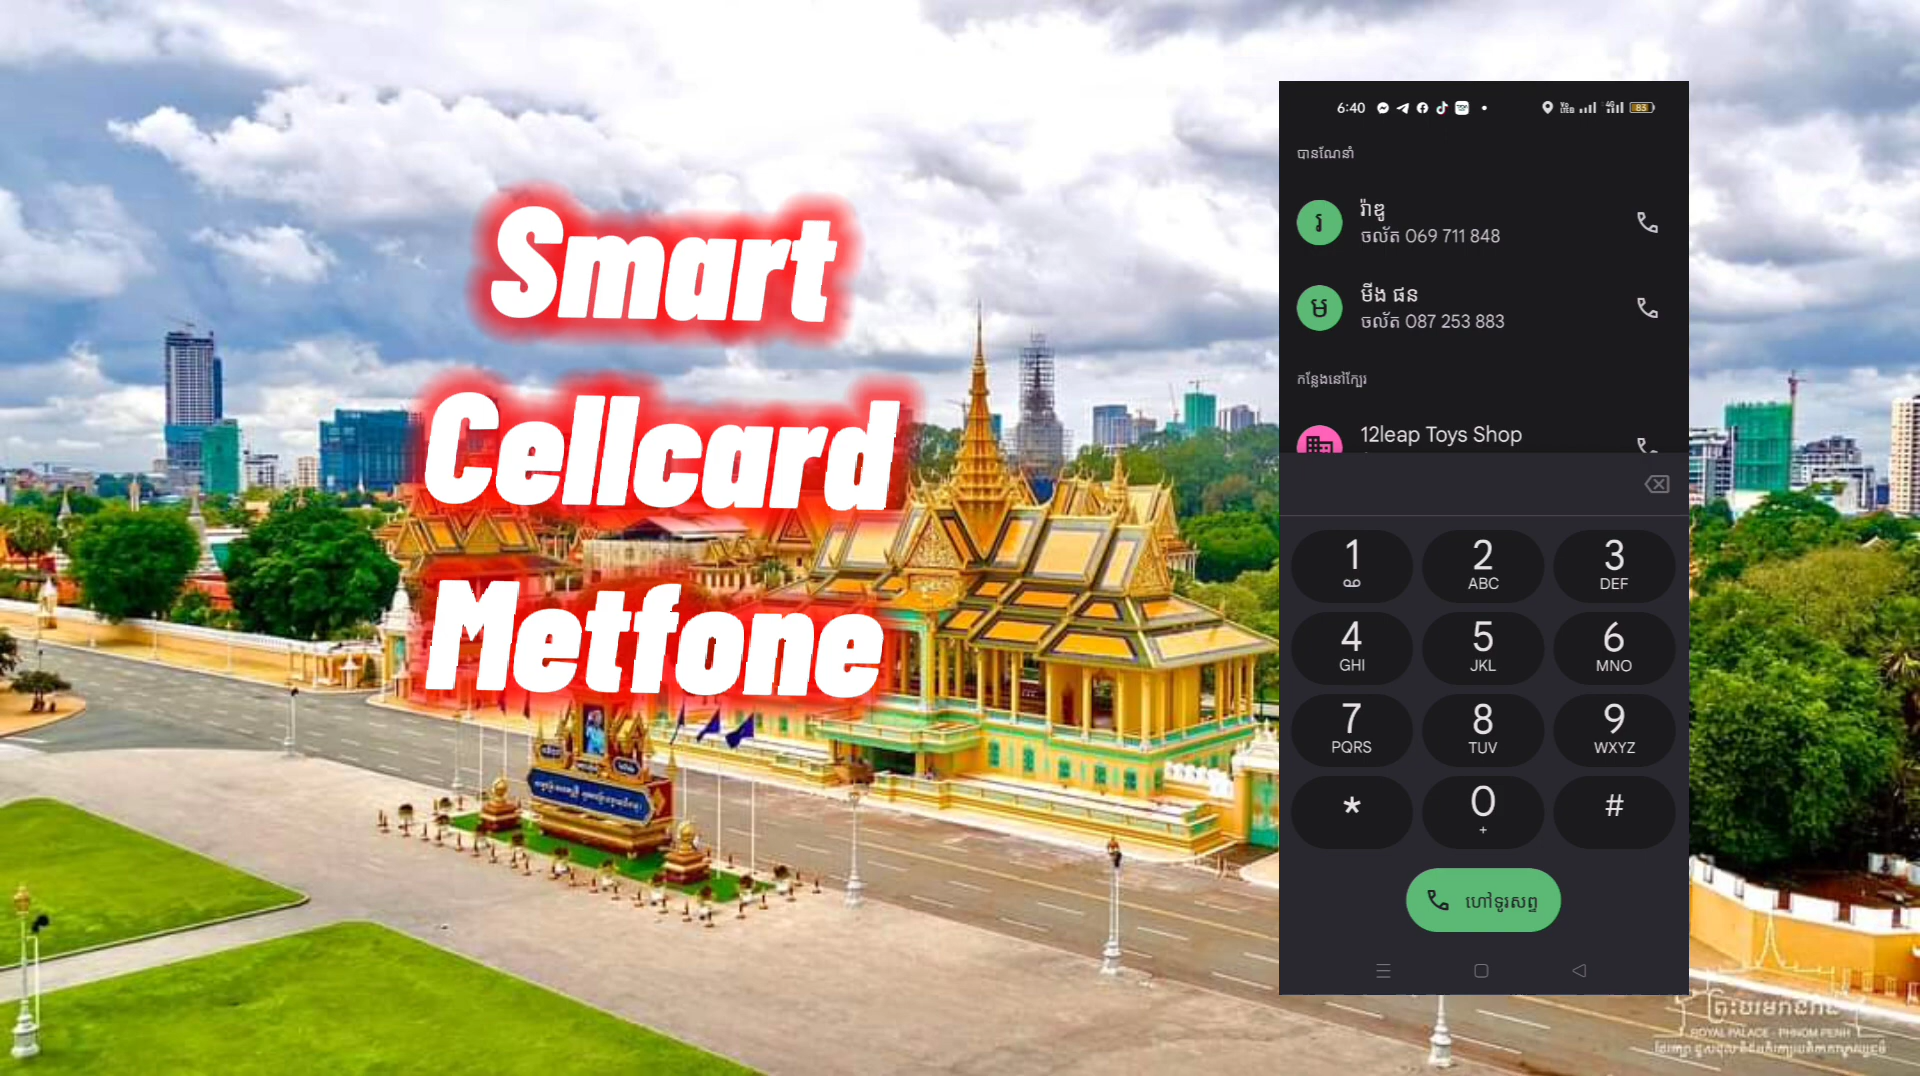 Smart
Cellcard
Metfone
6:40
83
បានណែនាំ
រ
រ៉ាឌូ
ចល័ត 069 711 848
ម
មីង ផន
ចល័ត 087 253 883
កន្លែងនៅក្បែរ
12leap Toys Shop
1
2
ABC
3
DEF
4
GHI
5
JKL
6
MNO
7
PQRS
8
TUV
9
WXYZ
*
0
+
#
ហៅទូរសព្ទ
ព្រះបរមរាជវាំង
ROYAL PALACE - PHNOM PENH